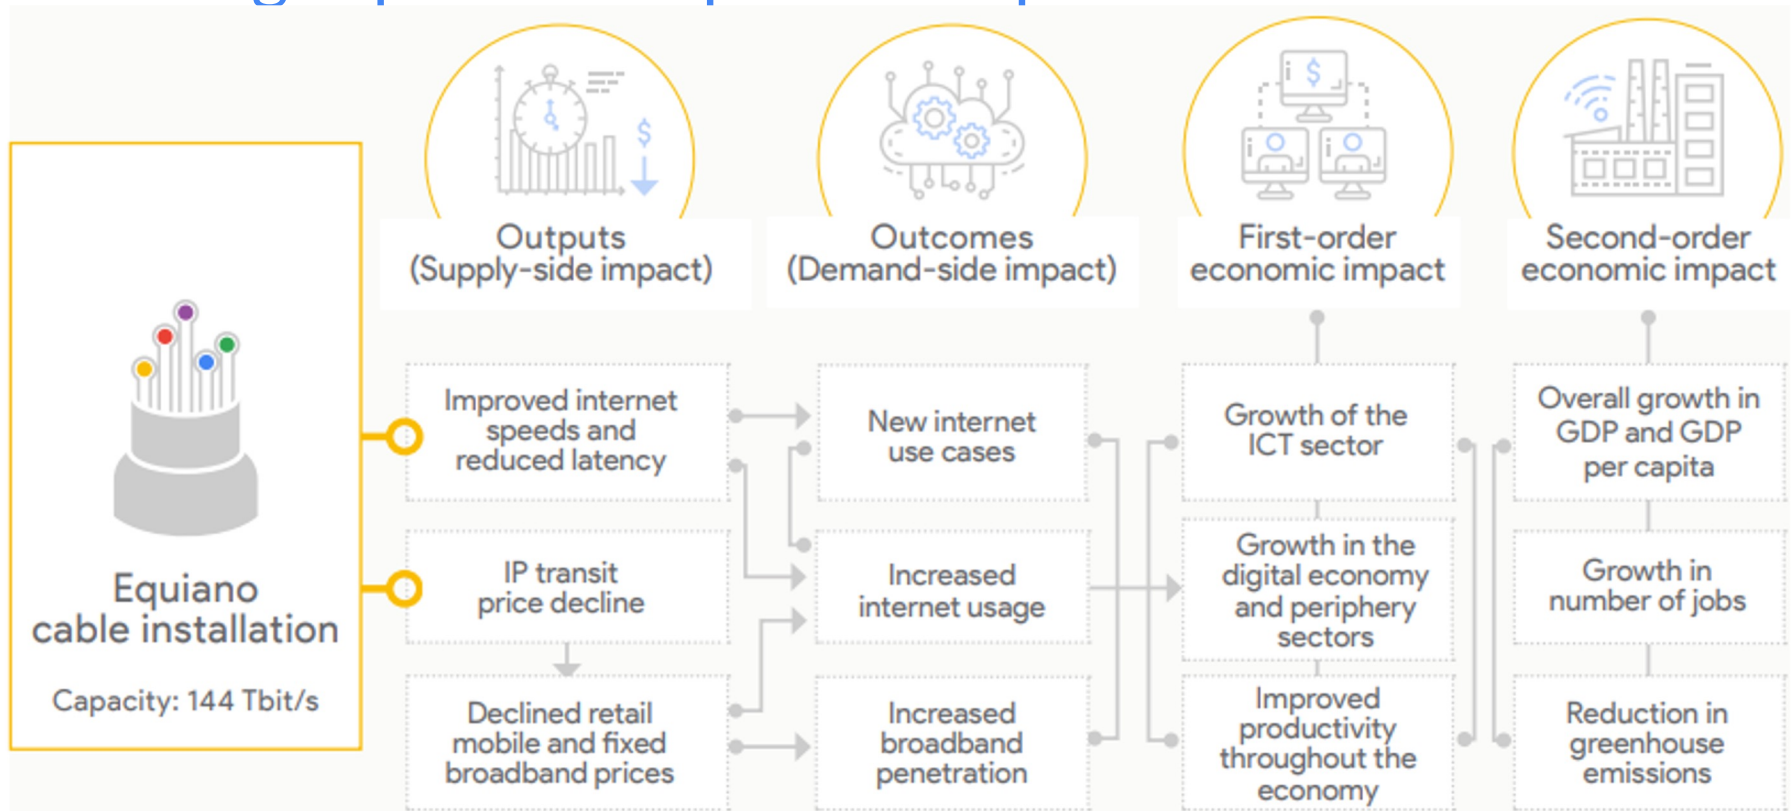 Equiano
cable installation
Capacity: 144 Tbit/s
Outputs
(Supply-side impact)
Improved internet
speeds and
reduced latency
IP transit
price decline
Declined retail
mobile and fixed
broadband prices
Outcomes
(Demand-side impact)
New internet
use cases
Increased
internet usage
Increased
broadband
penetration
First-order
economic impact
Growth of the
ICT sector
Growth in the
digital economy
and periphery
sectors
Improved
productivity
throughout the
economy
Second-order
economic impact
Overall growth in
GDP and GDP
per capita
Growth in
number of jobs
Reduction in
greenhouse
emissions